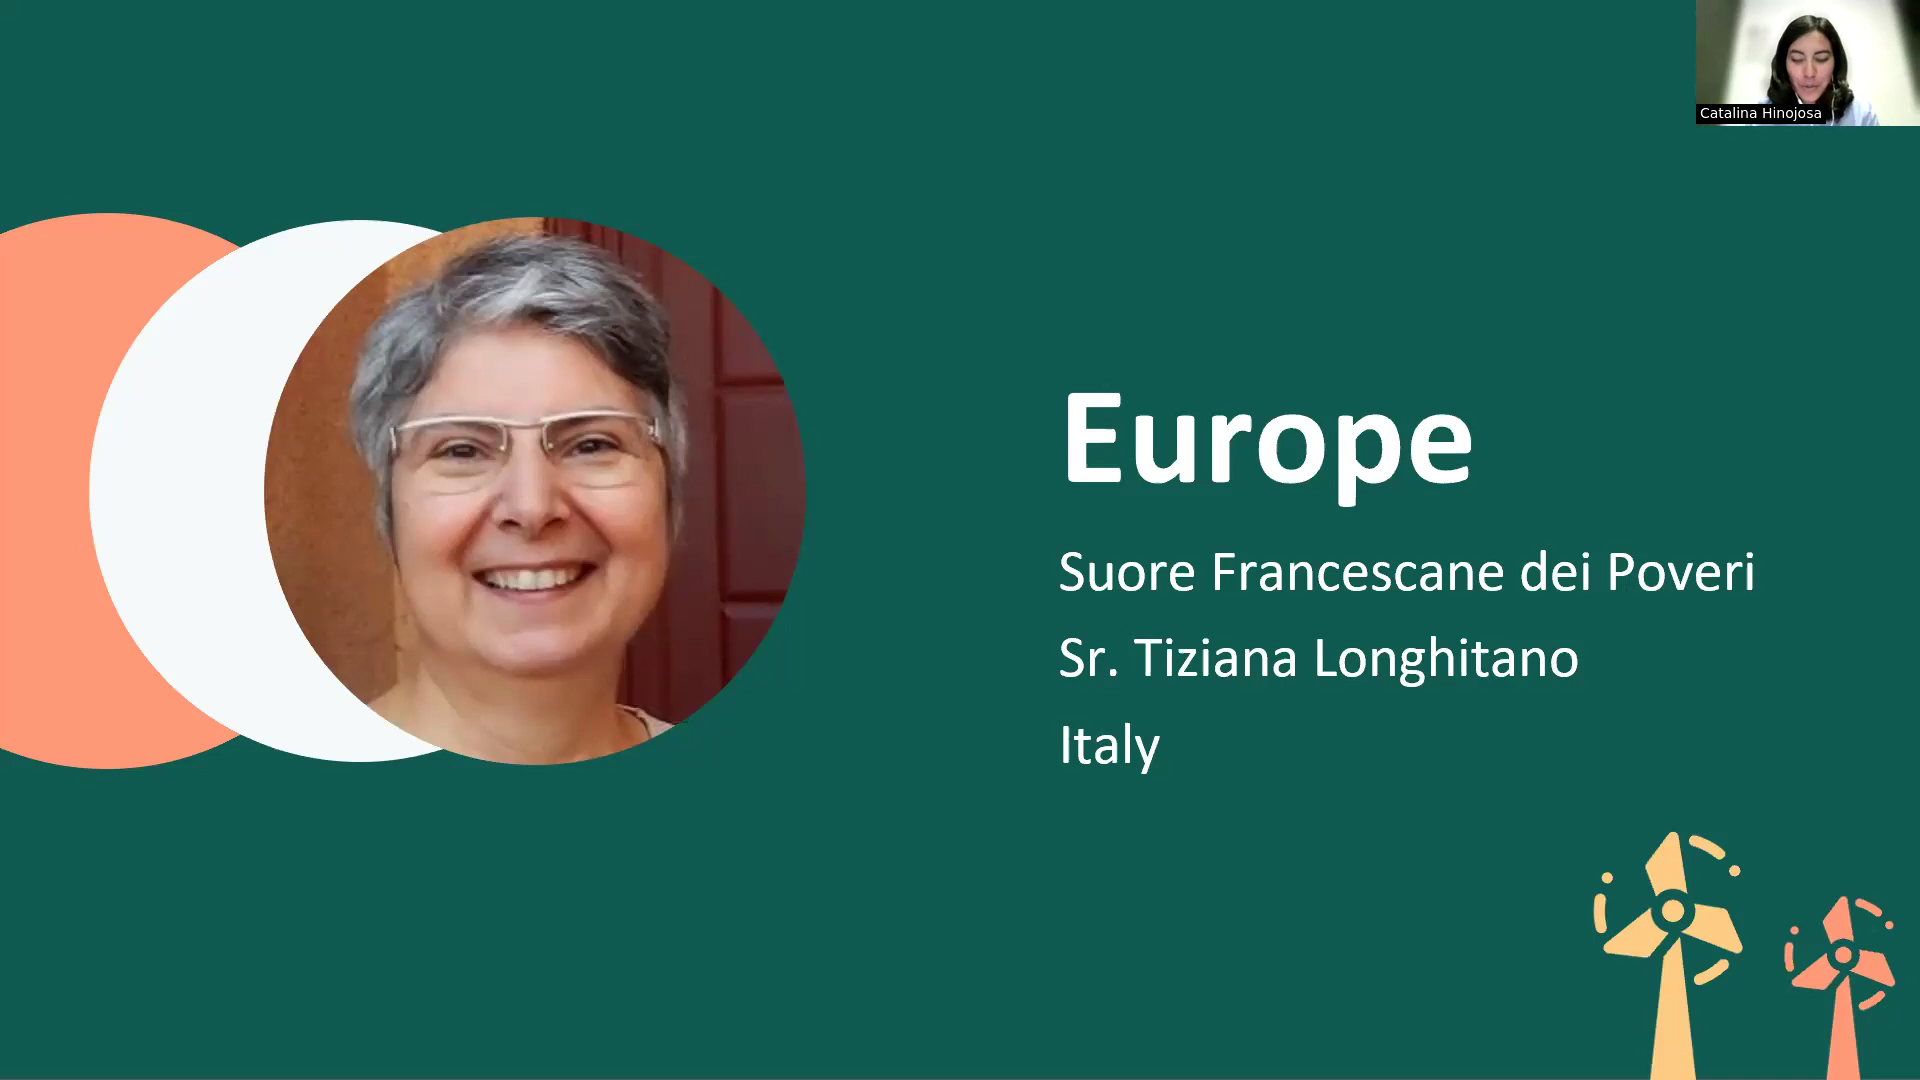 Catalina Hinojosa
Europe
Suore Francescane dei Poveri
Sr. Tiziana Longhitano
Italy